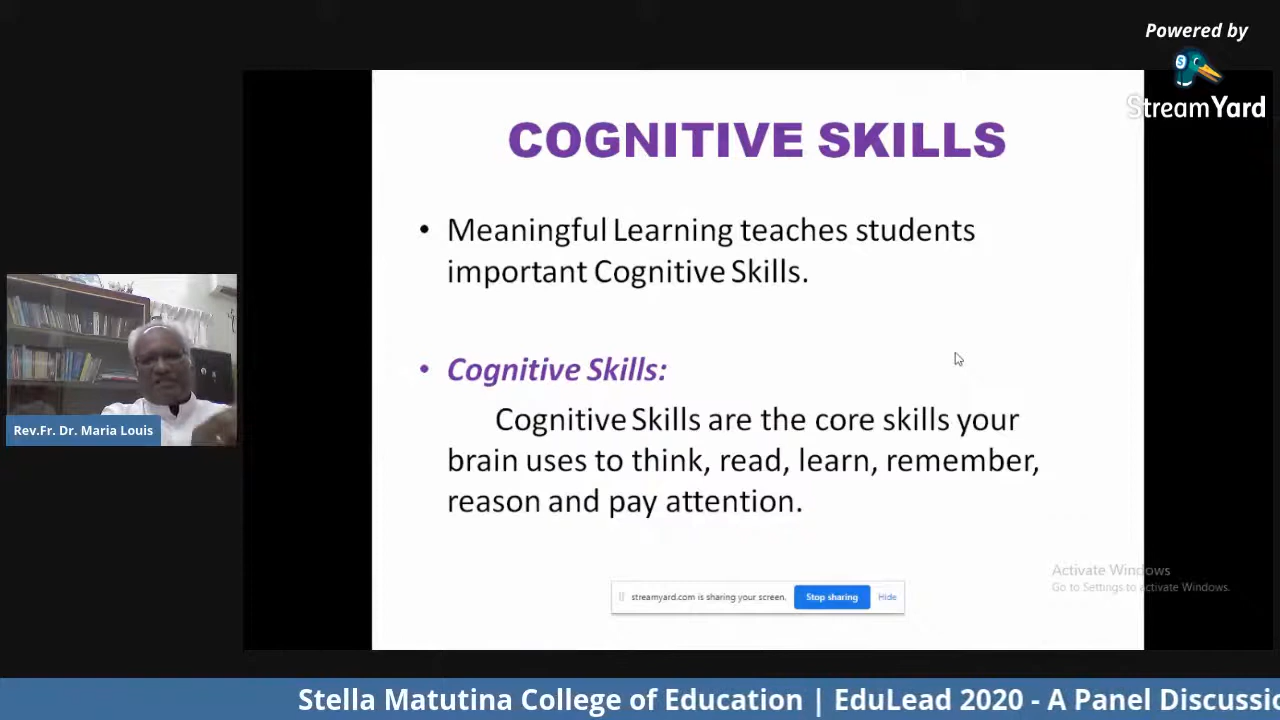 Powered by
StreamYard
COGNITIVE SKILLS
• Meaningful Learning teaches students
important Cognitive Skills.
• Cognitive Skills:
Cognitive Skills are the core skills your
brain uses to think, read, learn, remember,
reason and pay attention.
Rev.Fr. Dr. Maria Louis
Activate Windows
Go to Settings to activate Windows.
streamyard.com is sharing your screen. Stop sharing Hide
Stella Matutina College of Education | EduLead 2020 - A Panel Discussi